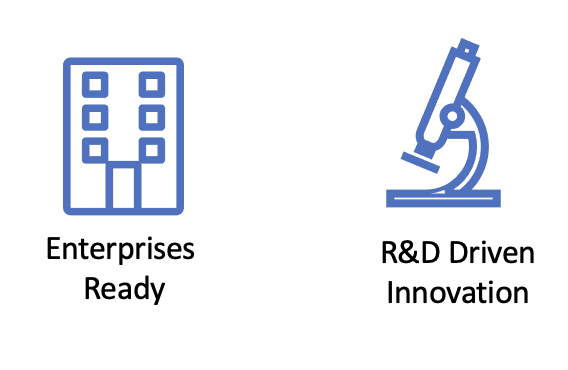 Enterprises
Ready
R&D Driven
Innovation